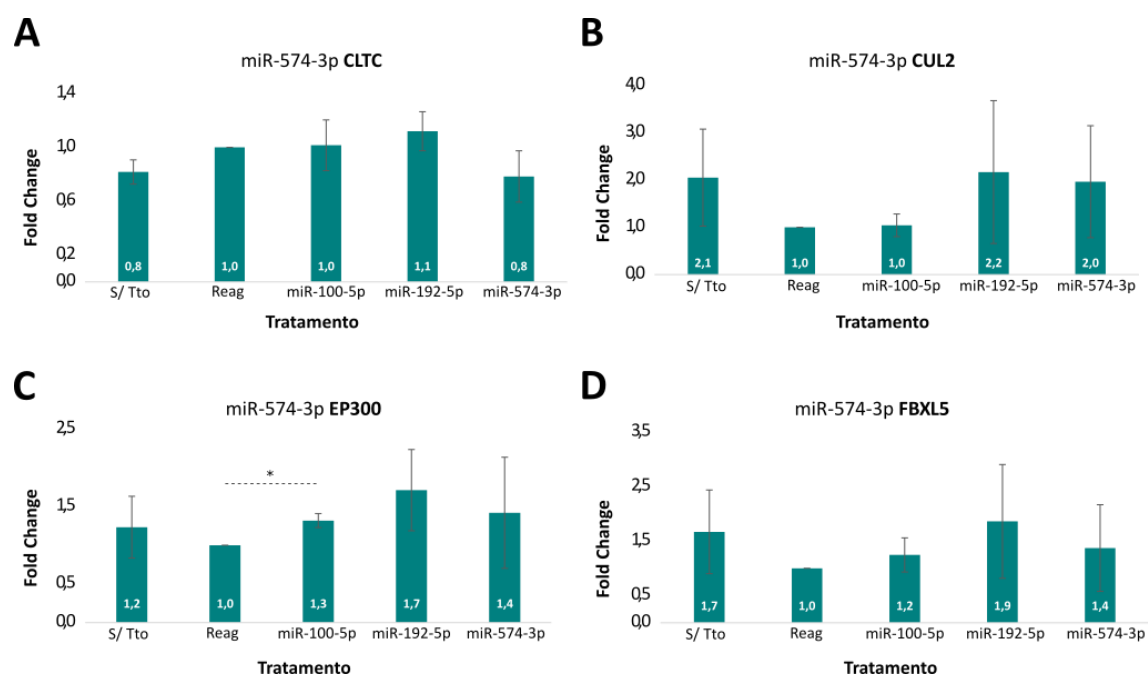 A
miR-574-3p CLTC
Fold Change
1,4
1,0
0,6
0,2
0,0
0,8
1,0
1,0
1,1
0,8
S/ Tto
Reag
miR-100-5p
miR-192-5p
miR-574-3p
Tratamento
B
miR-574-3p CUL2
Fold Change
4,0
3,0
2,0
1,0
0,0
2,1
1,0
1,0
2,2
2,0
S/ Tto
Reag
miR-100-5p
miR-192-5p
miR-574-3p
Tratamento
C
miR-574-3p EP300
Fold Change
2,5
1,5
0,5
0,0
*
1,2
1,0
1,3
1,7
1,4
S/ Tto
Reag
miR-100-5p
miR-192-5p
miR-574-3p
Tratamento
D
miR-574-3p FBXL5
Fold Change
3,5
2,5
1,5
0,5
0,0
1,7
1,0
1,2
1,9
1,4
S/ Tto
Reag
miR-100-5p
miR-192-5p
miR-574-3p
Tratamento